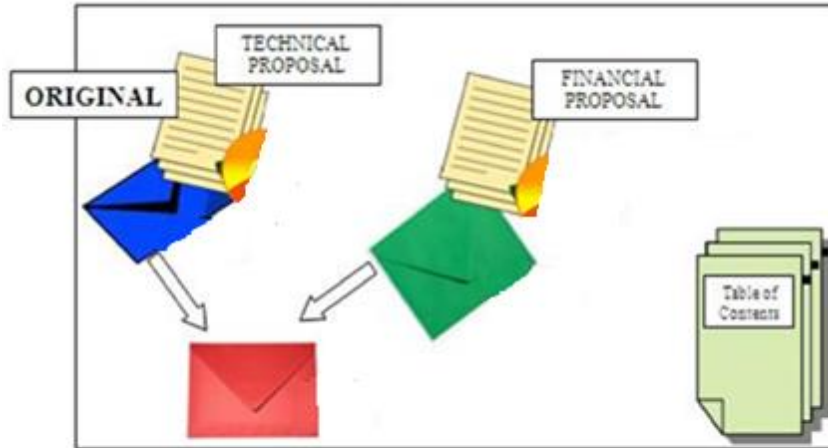 TECHNICAL
PROPOSAL
ORIGINAL
FINANCIAL
PROPOSAL
Table of
Contents